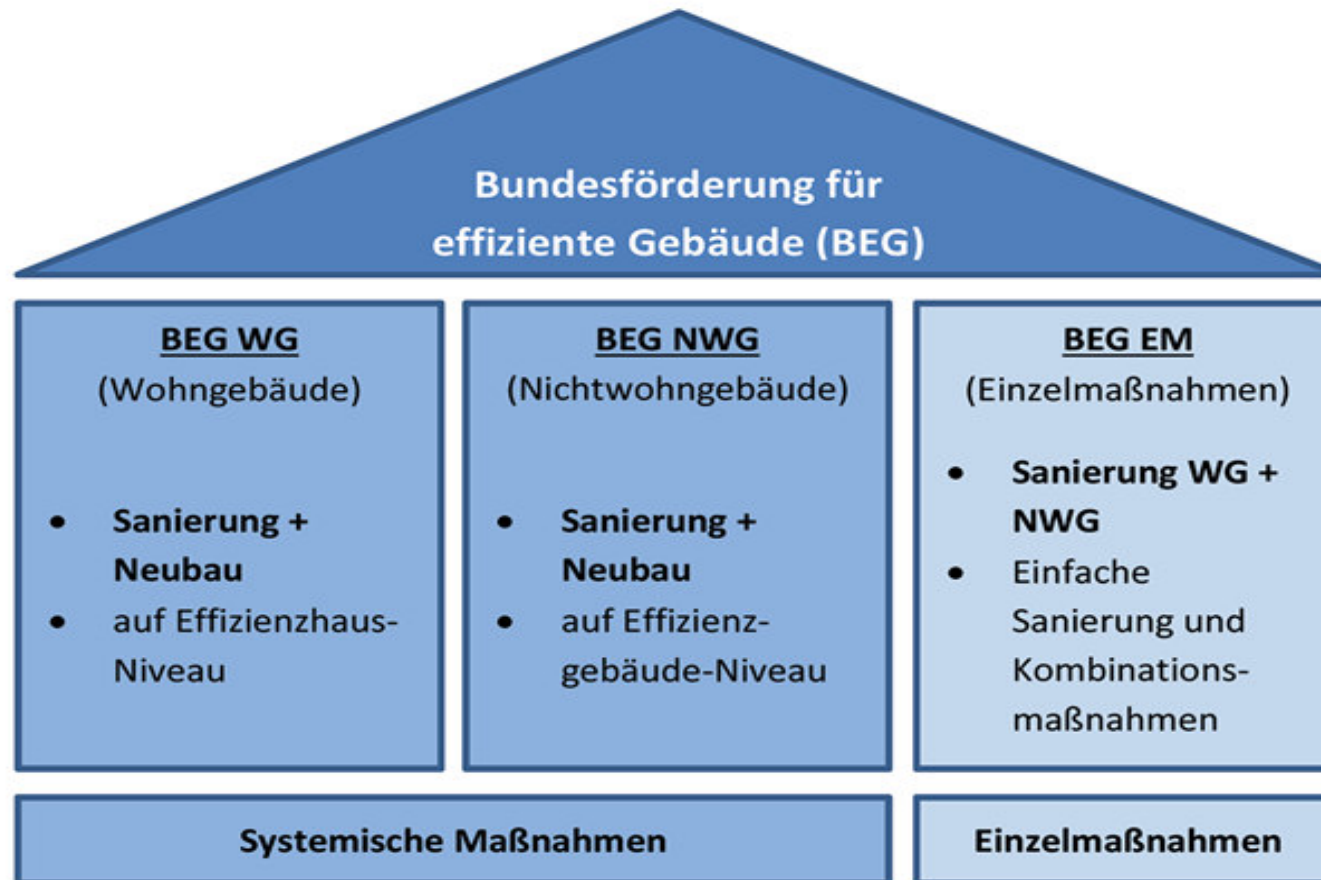 Bundesförderung für
effiziente Gebäude (BEG)
BEG WG
(Wohngebäude)
• Sanierung +
Neubau
• auf Effizienzhaus-
Niveau
BEG NWG
(Nichtwohngebäude)
• Sanierung +
Neubau
• auf Effizienz-
gebäude-Niveau
BEG EM
(Einzelmaßnahmen)
• Sanierung WG +
NWG
• Einfache
Sanierung und
Kombinations-
maßnahmen
Systemische Maßnahmen
Einzelmaßnahmen